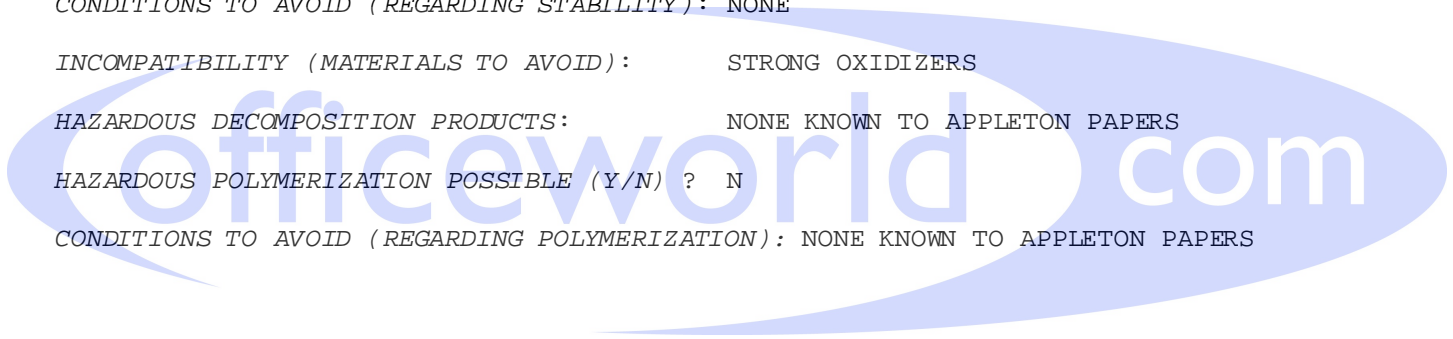 CONDITIONS TO AVOID (REGARDING STABILITY): NONE
INCOMPATIBILITY (MATERIALS TO AVOID): STRONG OXIDIZERS
HAZARDOUS DECOMPOSITION PRODUCTS: NONE KNOWN TO APPLETON PAPERS
HAZARDOUS POLYMERIZATION POSSIBLE (Y/N) ? N
CONDITIONS TO AVOID (REGARDING POLYMERIZATION): NONE KNOWN TO APPLETON PAPERS
officeworld com